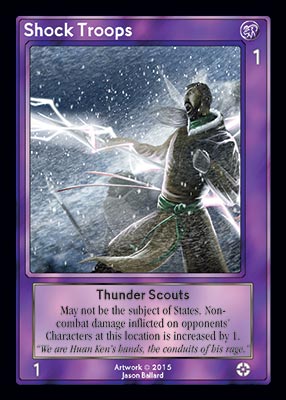 Shock Troops
1
Thunder Scouts
May not be the subject of States. Non-
combat damage inflicted on opponents'
Characters at this location is increased by 1.
"We are Huan Ken's hands, the conduits of his rage."
1
Artwork © 2015
Jason Ballard